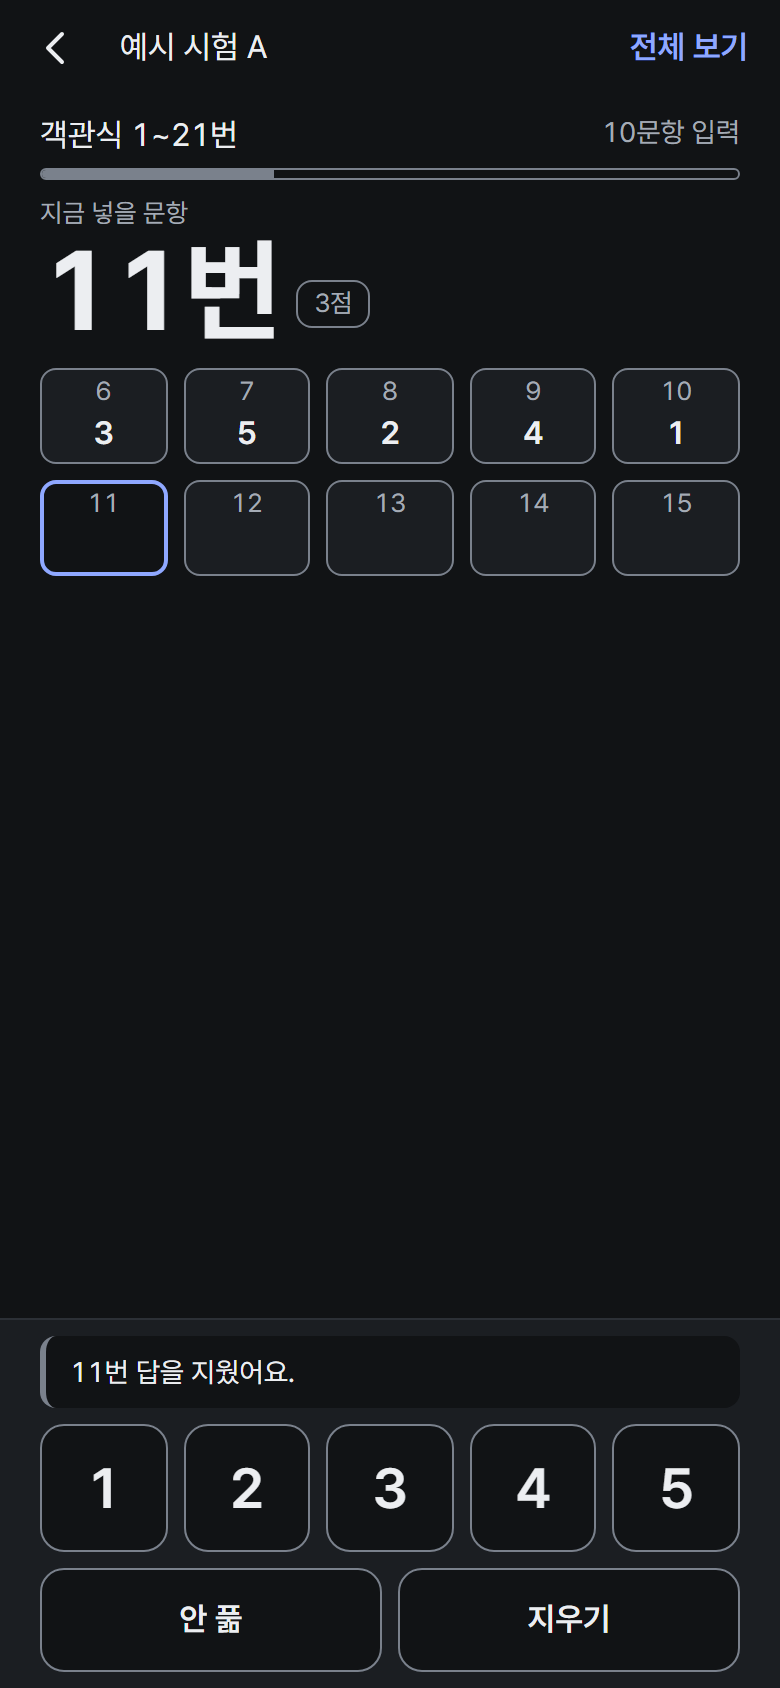 예시 시험 A
전체 보기
객관식 1~21번
10문항 입력
지금 넣을 문항
11번
3점
6 7 8 9 10
3 5 2 4 1
11 12 13 14 15
11번 답을 지웠어요.
1 2 3 4 5
안 풂
지우기